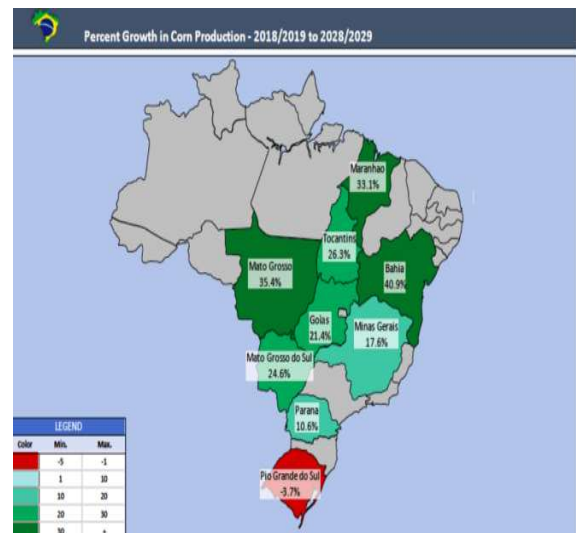 Percent Growth in Corn Production - 2018/2019 to 2028/2029
Maranhao
33.1%
Tocantins
26.3%
Mato Grosso
35.4%
Bahia
40.9%
Goias
21.4%
Minas Gerais
17.6%
Mato Grosso do Sul
24.6%
Parana
10.6%
Pio Grande do Sul
-3.7%
LEGEND
Color Min. Max.
-5 -1
1 10
10 20
20 30
30 +